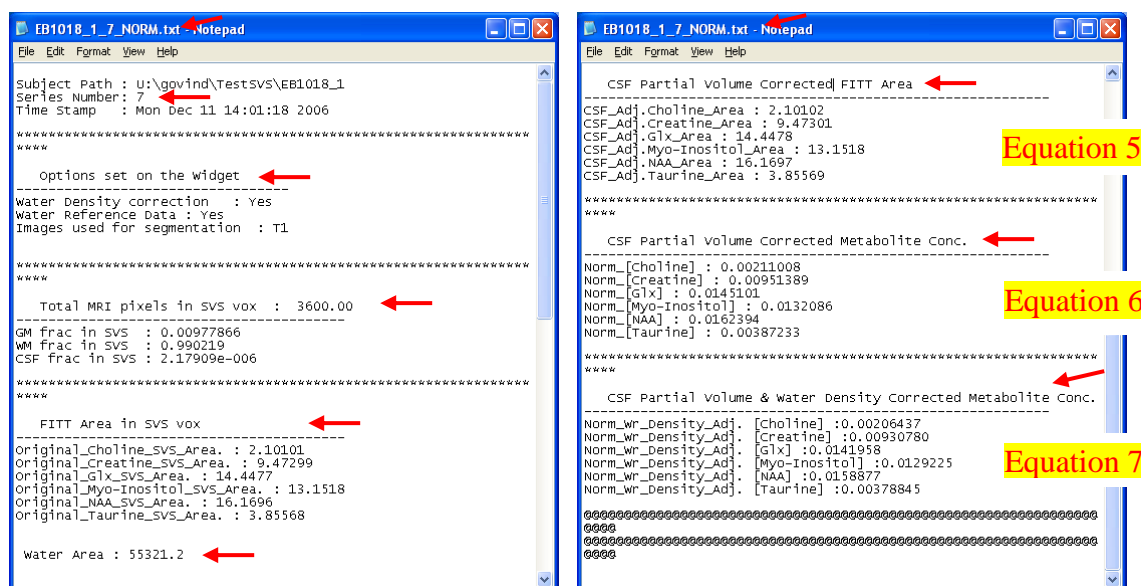 EB1018_1_7_NORM.txt - Notepad
File Edit Format View Help
Subject Path : U:\govind\TestSVS\EB1018_1
Series Number: 7
Time Stamp : Mon Dec 11 14:01:18 2006
******************************************************************
****
Options set on the Widget
-----------------------------------
Water Density correction : Yes
Water Reference Data : Yes
Images used for segmentation : T1
******************************************************************
****
Total MRI pixels in SVS vox : 3600.00
------------------------------------------
GM frac in SVS : 0.00977866
WM frac in SVS : 0.990219
CSF frac in SVS : 2.17909e-006
******************************************************************
****
FITT Area in SVS vox
------------------------------------------
Original_Choline_SVS_Area. : 2.10101
Original_Creatine_SVS_Area. : 9.47299
Original_Glx_SVS_Area. : 14.4477
Original_Myo-Inositol_SVS_Area. : 13.1518
Original_NAA_SVS_Area. : 16.1696
Original_Taurine_SVS_Area. : 3.85568
Water Area : 55321.2
EB1018_1_7_NORM.txt - Notepad
File Edit Format View Help
CSF Partial Volume Corrected FITT Area
------------------------------------------------------------
CSF_Adj.Choline_Area : 2.10102
CSF_Adj.Creatine_Area : 9.47301
CSF_Adj.Glx_Area : 14.4478
CSF_Adj.Myo-Inositol_Area : 13.1518
CSF_Adj.NAA_Area : 16.1697
CSF_Adj.Taurine_Area : 3.85569
Equation 5
******************************************************************
****
CSF Partial Volume Corrected Metabolite Conc.
------------------------------------------------------------
Norm_[Choline] : 0.00211008
Norm_[Creatine] : 0.00951389
Norm_[Glx] : 0.0145101
Norm_[Myo-Inositol] : 0.0132086
Norm_[NAA] : 0.0162394
Norm_[Taurine] : 0.00387233
Equation 6
******************************************************************
****
CSF Partial Volume & Water Density Corrected Metabolite Conc.
------------------------------------------------------------
Norm_Wr_Density_Adj. [Choline] :0.00206437
Norm_Wr_Density_Adj. [Creatine] :0.00930780
Norm_Wr_Density_Adj. [Glx] :0.0141958
Norm_Wr_Density_Adj. [Myo-Inositol] :0.0129225
Norm_Wr_Density_Adj. [NAA] :0.0158877
Norm_Wr_Density_Adj. [Taurine] :0.00378845
Equation 7
@@@@@@@@@@@@@@@@@@@@@@@@@@@@@@@@@@@@@@@@@@@@@@@@@@@@@@@@@@@@@@@@@@
@@@@
@@@@@@@@@@@@@@@@@@@@@@@@@@@@@@@@@@@@@@@@@@@@@@@@@@@@@@@@@@@@@@@@@@
@@@@